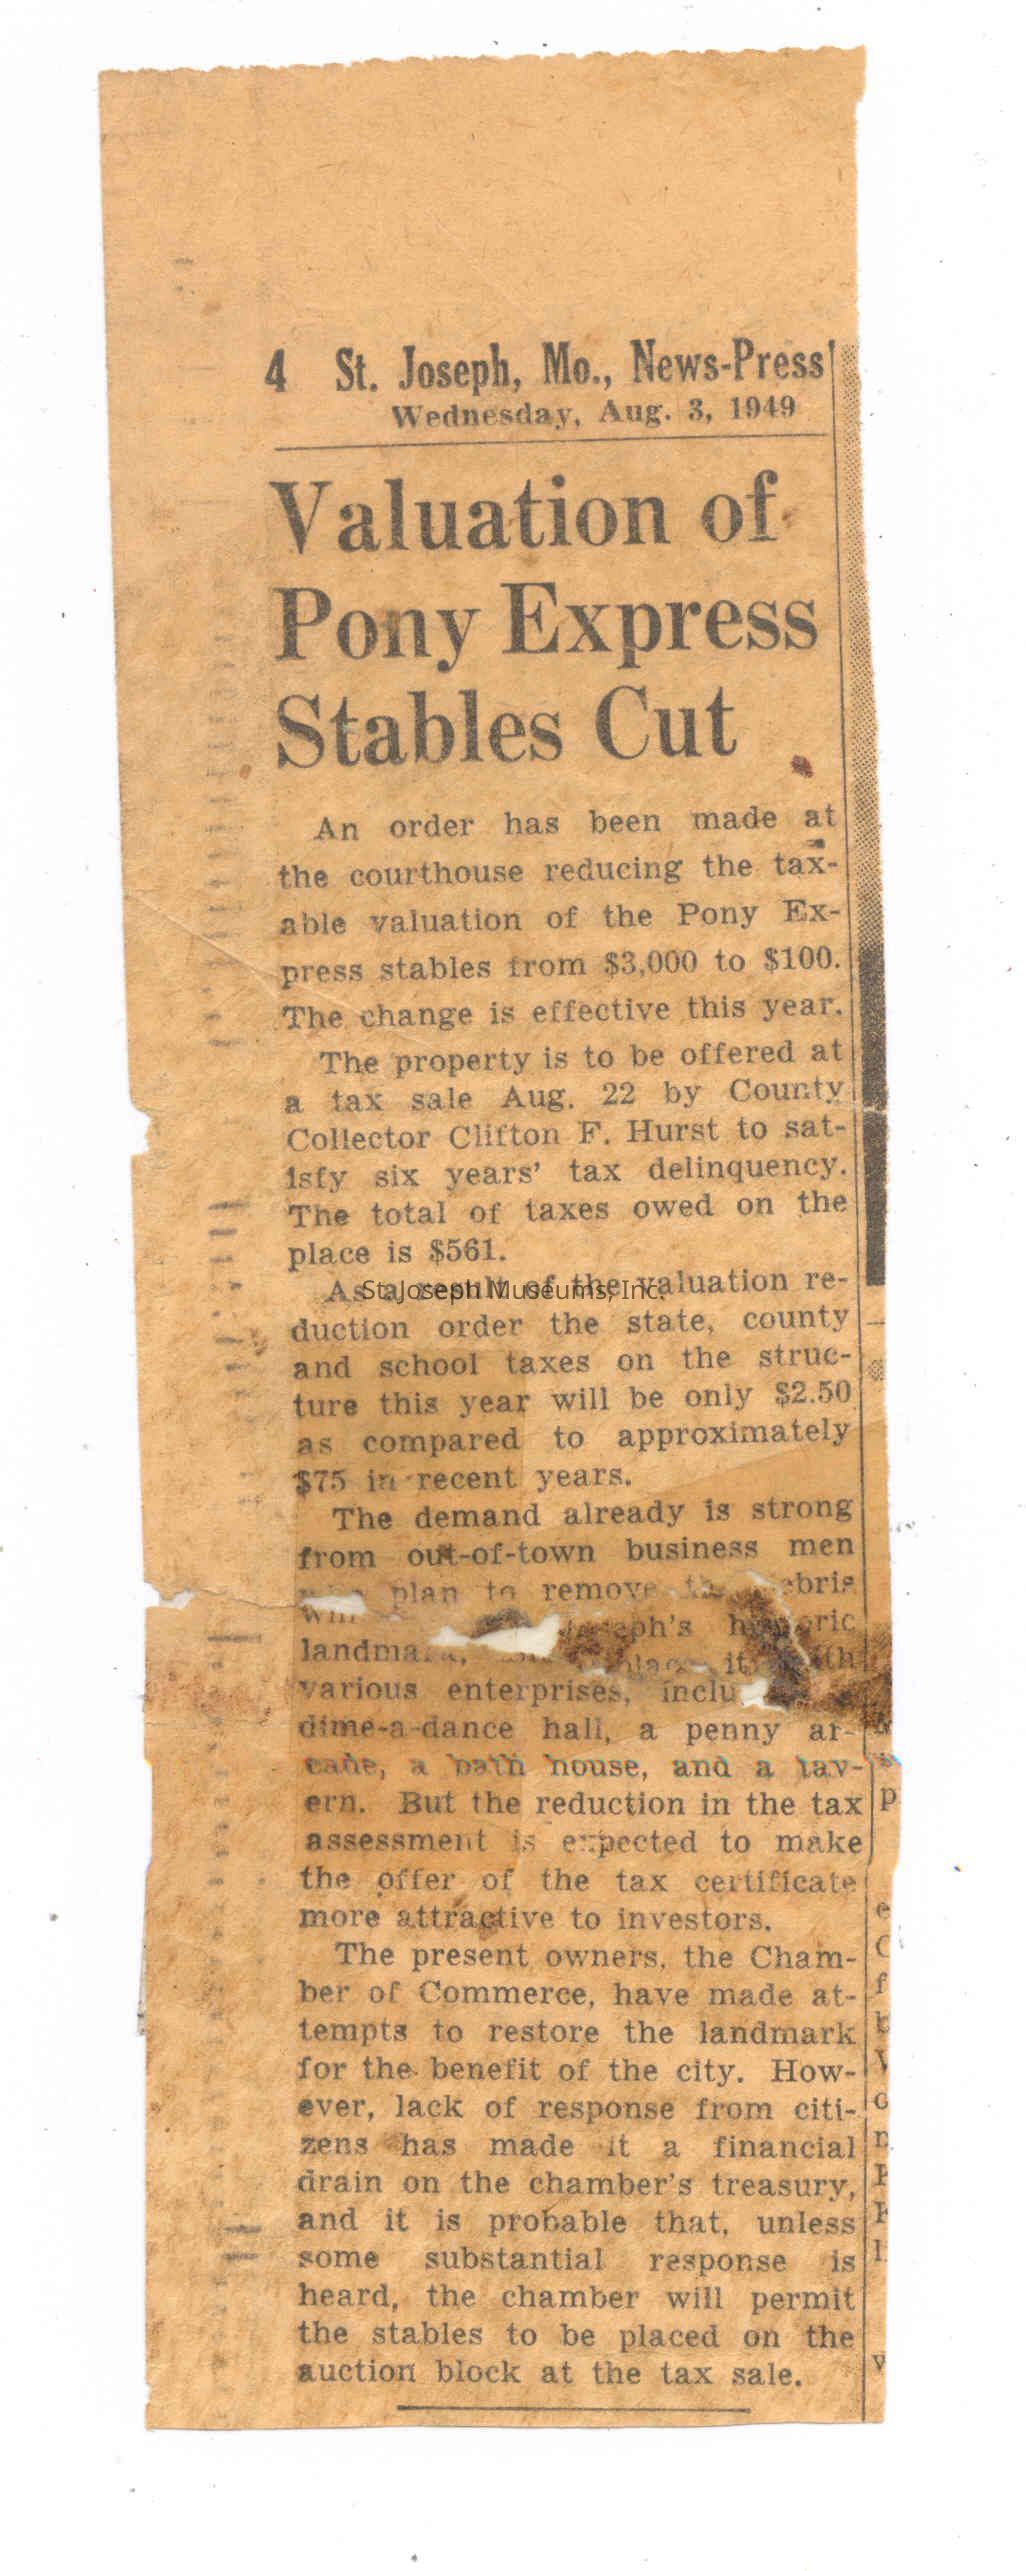 4 St. Joseph, Mo., News-Press
Wednesday, Aug. 3, 1949
Valuation of
Pony Express
Stables Cut
An order has been made at
the courthouse reducing the tax-
able valuation of the Pony Ex-
press stables from $3,000 to $100.
The change is effective this year.
The property is to be offered at
a tax sale Aug. 22 by County
Collector Clifton F. Hurst to sat-
isfy six years' tax delinquency.
The total of taxes owed on the
place is $561.
As a result of the valuation re-
St. Joseph Museums, Inc.
duction order the state, county
and school taxes on the struc-
ture this year will be only $2.50
as compared to approximately
$75 in recent years.
The demand already is strong
from out-of-town business men
plan to remove
landma
various enterprises, inclu
dime-a-dance hall, a penny ar-
cade, a bath house, and a tav-
ern. But the reduction in the tax
assessment is expected to make
the offer of the tax certificate
more attractive to investors.
The present owners, the Cham-
ber of Commerce, have made at-
tempts to restore the landmark
for the benefit of the city. How-
ever, lack of response from citi-
zens has made it a financial
drain on the chamber's treasury,
and it is probable that, unless
some substantial response is
heard, the chamber will permit
the stables to be placed on the
auction block at the tax sale.